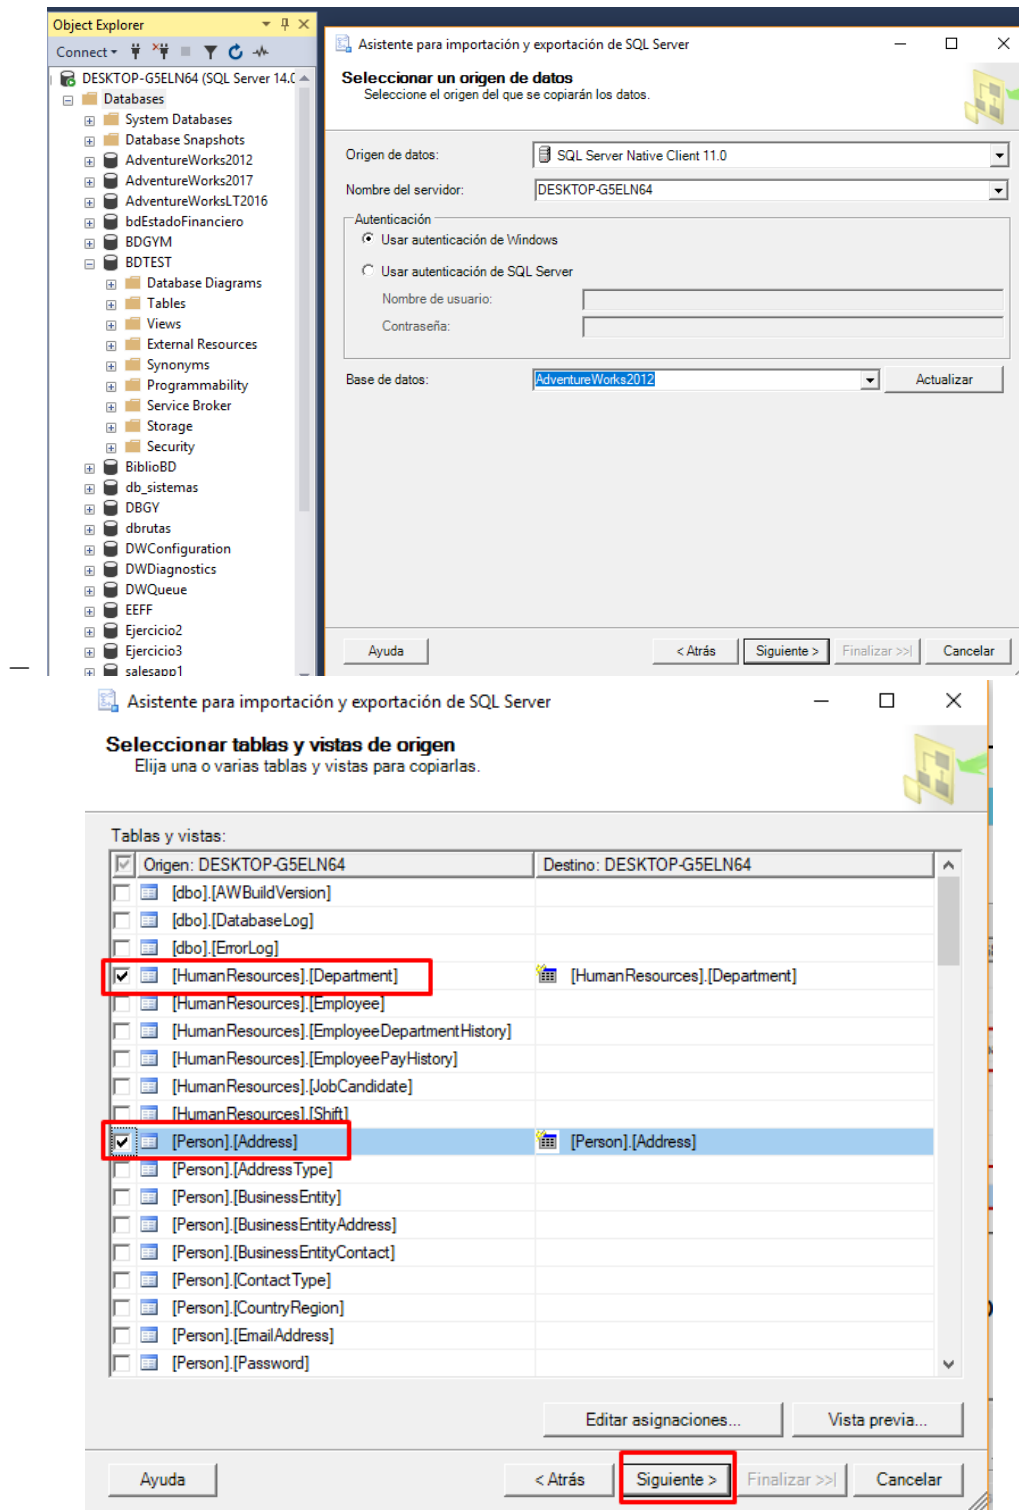 Object Explorer
Connect
DESKTOP-G5ELN64 (SQL Server 14.0
Databases
System Databases
Database Snapshots
AdventureWorks2012
AdventureWorks2017
AdventureWorksLT2016
bdEstadoFinanciero
BDGYM
BDTEST
Database Diagrams
Tables
Views
External Resources
Synonyms
Programmability
Service Broker
Storage
Security
BiblioBD
db_sistemas
DBGY
dbrutas
DWConfiguration
DWDiagnostics
DWQueue
EEFF
Ejercicio2
Ejercicio3
salesapp1
Asistente para importación y exportación de SQL Server
Seleccionar un origen de datos
Seleccione el origen del que se copiarán los datos.
Origen de datos: SQL Server Native Client 11.0
Nombre del servidor: DESKTOP-G5ELN64
Autenticación
Usar autenticación de Windows
Usar autenticación de SQL Server
Nombre de usuario:
Contraseña:
Base de datos: AdventureWorks2012 Actualizar
Ayuda < Atrás Siguiente > Finalizar >>| Cancelar
Asistente para importación y exportación de SQL Server
Seleccionar tablas y vistas de origen
Elija una o varias tablas y vistas para copiarlas.
Tablas y vistas:
Origen: DESKTOP-G5ELN64 Destino: DESKTOP-G5ELN64
[dbo].[AWBuildVersion]
[dbo].[DatabaseLog]
[dbo].[ErrorLog]
[HumanResources].[Department] [HumanResources].[Department]
[HumanResources].[Employee]
[HumanResources].[EmployeeDepartmentHistory]
[HumanResources].[EmployeePayHistory]
[HumanResources].[JobCandidate]
[HumanResources].[Shift]
[Person].[Address] [Person].[Address]
[Person].[AddressType]
[Person].[BusinessEntity]
[Person].[BusinessEntityAddress]
[Person].[BusinessEntityContact]
[Person].[ContactType]
[Person].[CountryRegion]
[Person].[EmailAddress]
[Person].[Password]
Editar asignaciones... Vista previa...
Ayuda < Atrás Siguiente > Finalizar >>| Cancelar